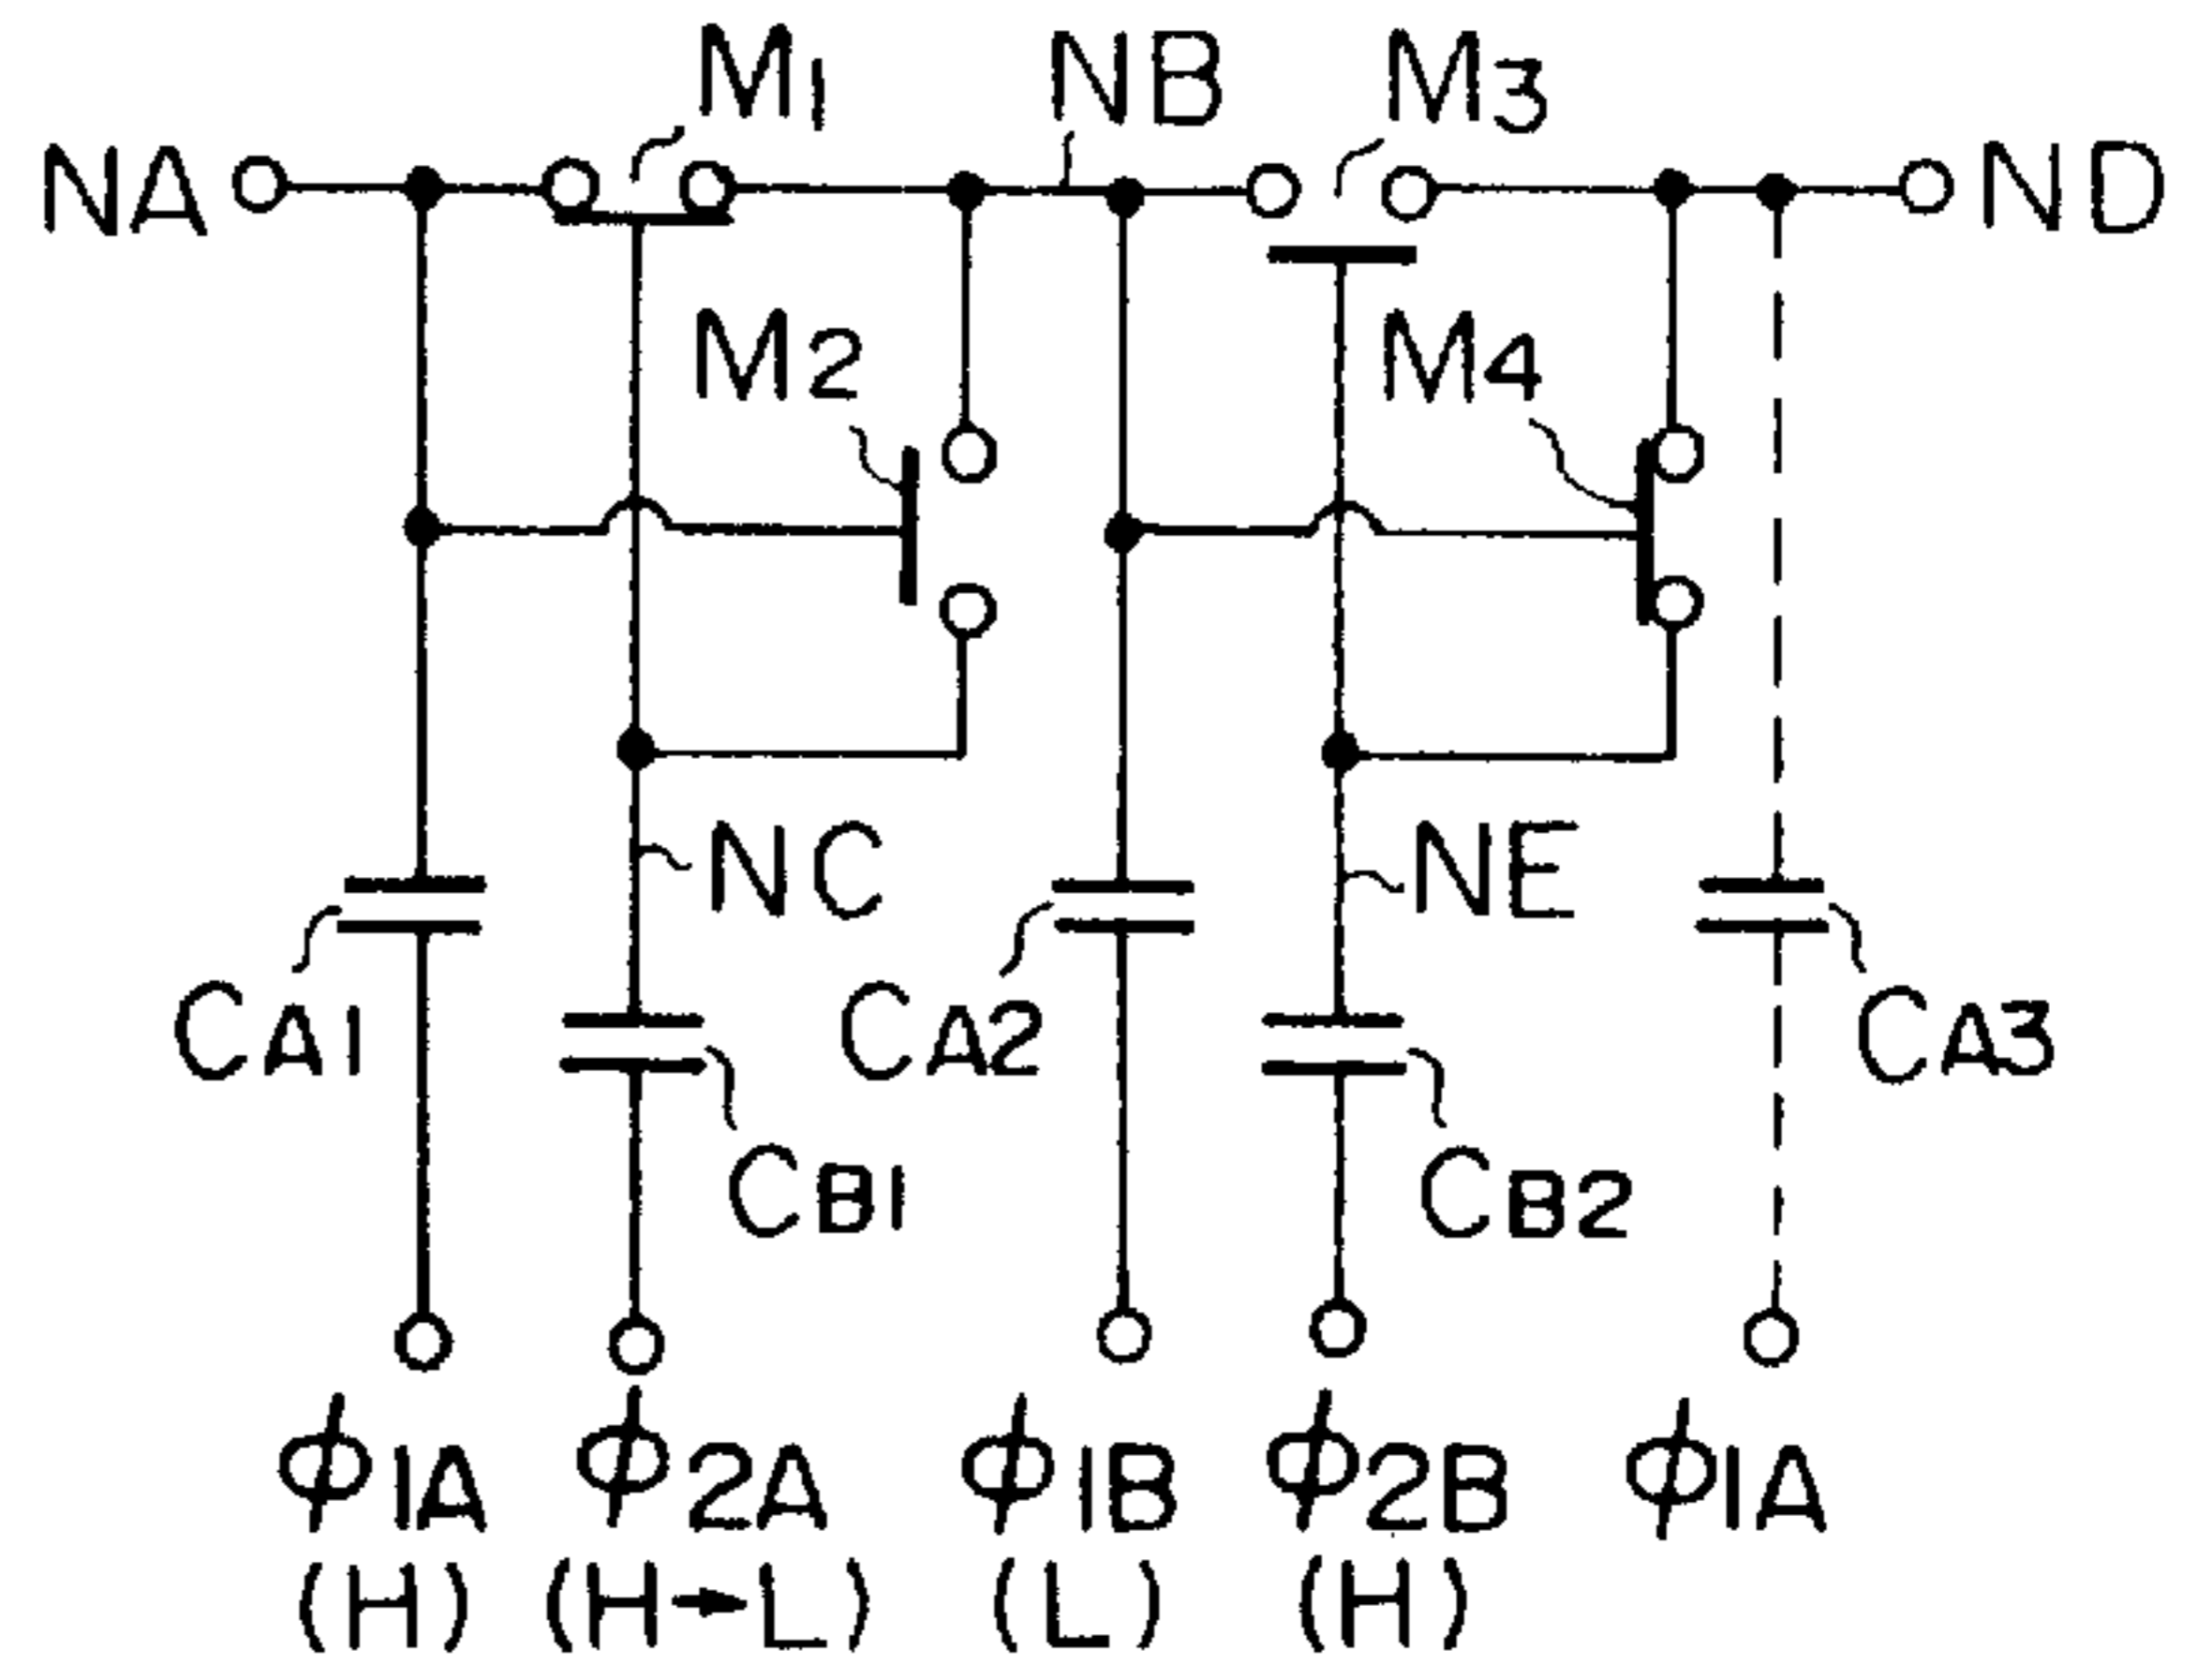 M1 NB M3
NA ND
M2 M4
NC NE
CA1 CA2 CA3
CB1 CB2
ϕ1A ϕ2A ϕ1B ϕ2B ϕ1A
(H) (H→L) (L) (H)